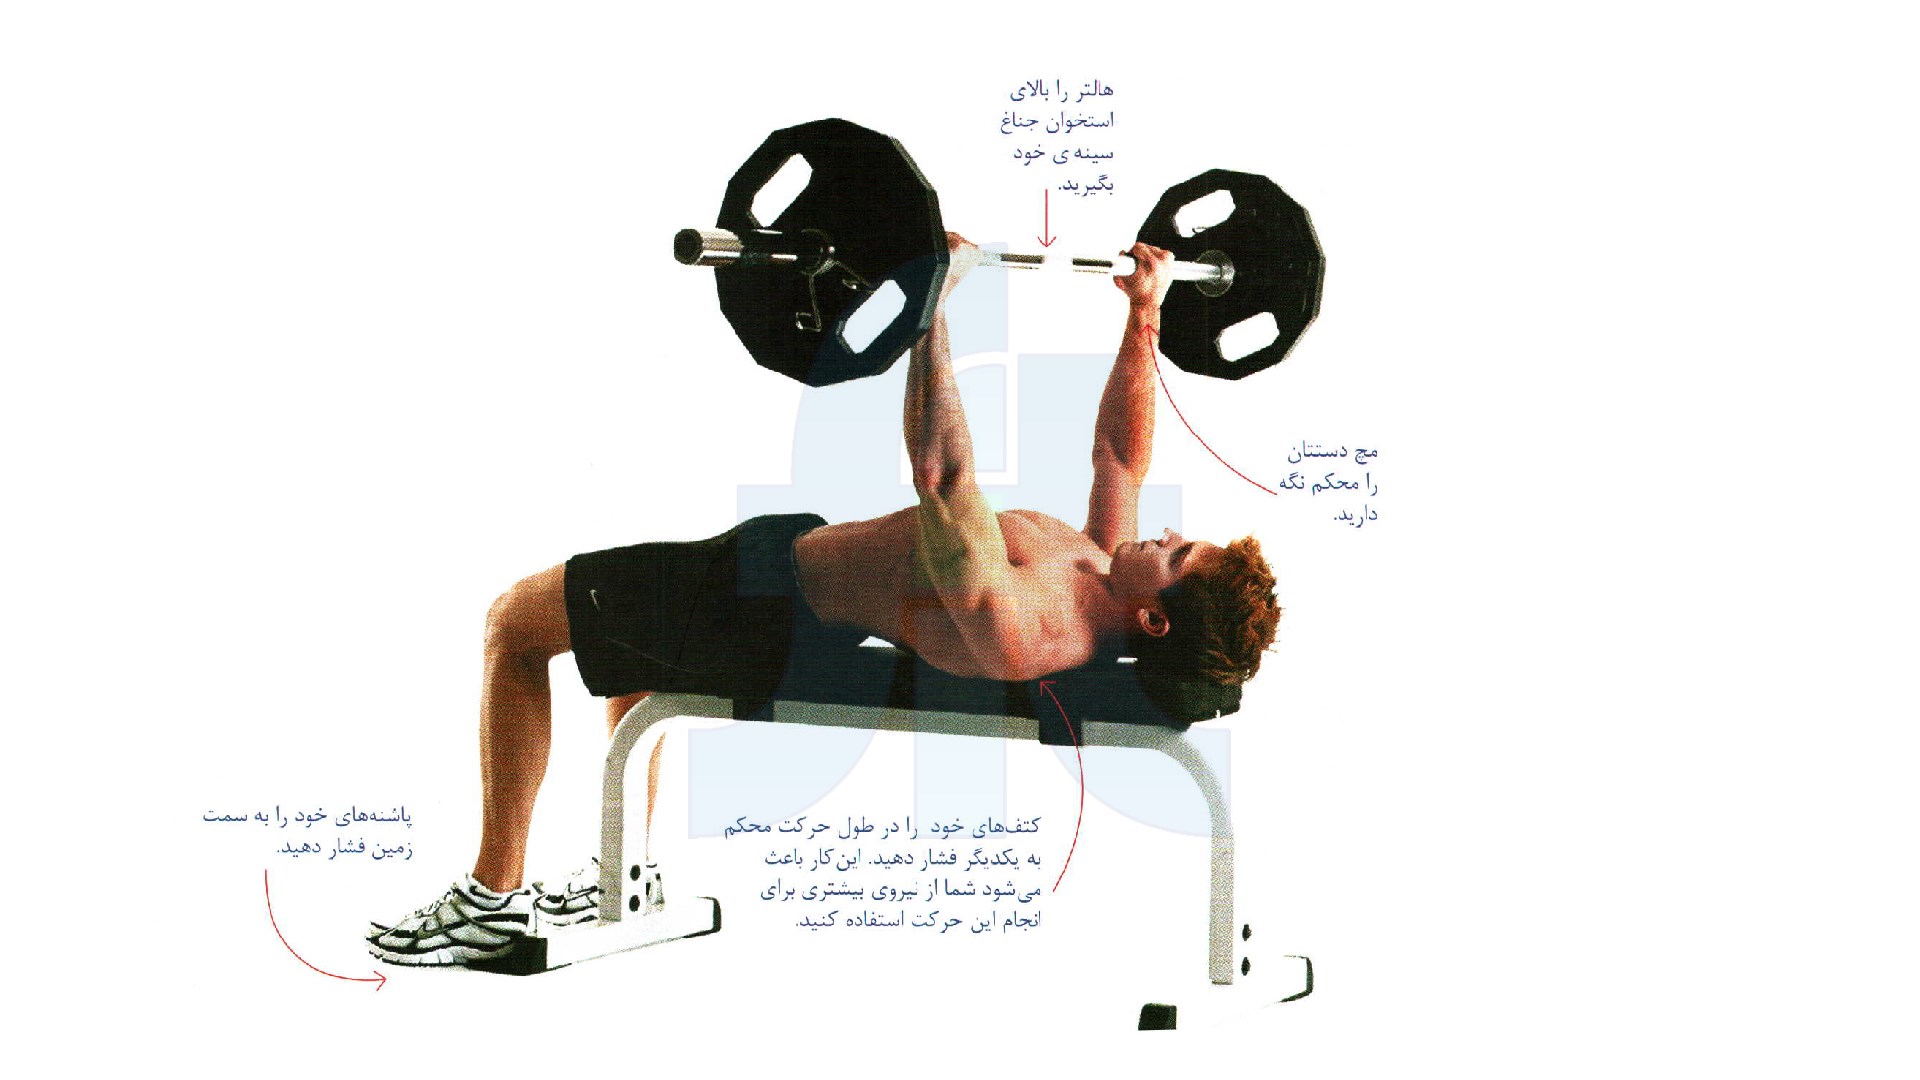 هالتر را بالای
استخوان جناغ
سینه ی خود
بگیرید.
مچ دستتان
را محکم نگه
دارید.
کتف‌های خود را در طول حرکت محکم
به یکدیگر فشار دهید. این‌کار باعث
می‌شود شما از نیروی بیشتری برای
انجام این حرکت استفاده کنید.
پاشنه‌های خود را به سمت
زمین فشار دهید.